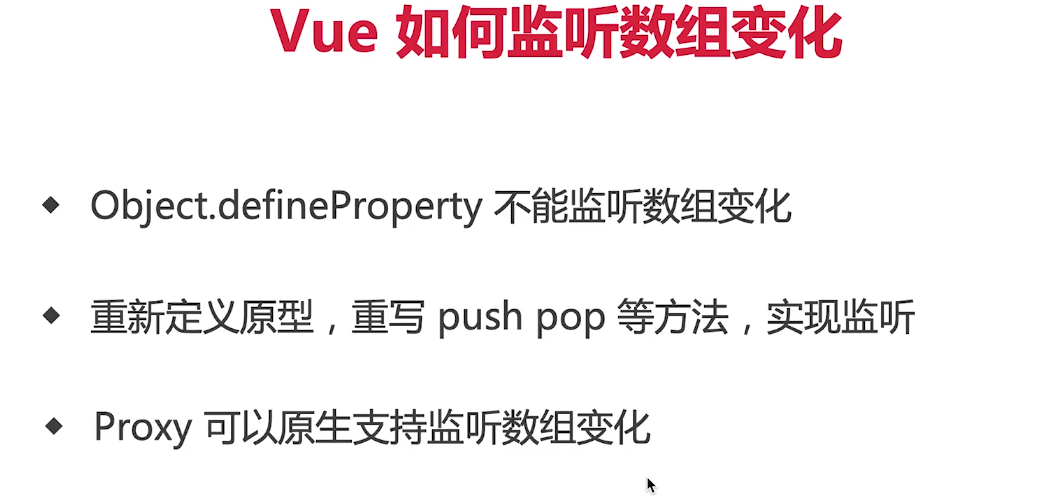 Vue 如何监听数组变化
◆ Object.defineProperty 不能监听数组变化
◆ 重新定义原型，重写 push pop 等方法，实现监听
◆ Proxy 可以原生支持监听数组变化